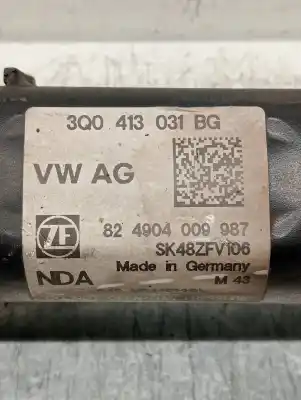 3Q0 413 031 BG
VW AG
ZF
82 4904 009 987
SK48ZFV106
Made in Germany
NDA
M 43